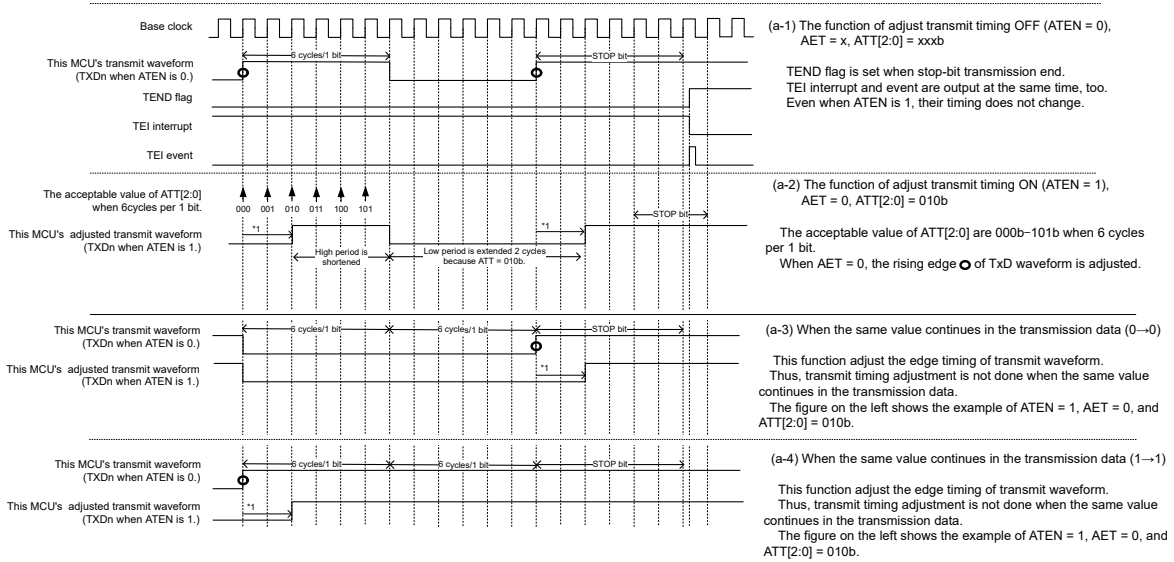 Base clock
6 cycles/1 bit
STOP bit
This MCU's transmit waveform
(TXDn when ATEN is 0.)
TEND flag
TEI interrupt
TEI event
(a-1) The function of adjust transmit timing OFF (ATEN = 0),
AET = x, ATT[2:0] = xxxb
TEND flag is set when stop-bit transmission end.
TEI interrupt and event are output at the same time, too.
Even when ATEN is 1, their timing does not change.
The acceptable value of ATT[2:0]
when 6cycles per 1 bit.
000 001 010 011 100 101
STOP bit
This MCU's adjusted transmit waveform
(TXDn when ATEN is 1.)
*1
*1
High period is
shortened
Low period is extended 2 cycles
because ATT = 010b.
(a-2) The function of adjust transmit timing ON (ATEN = 1),
AET = 0, ATT[2:0] = 010b
The acceptable value of ATT[2:0] are 000b−101b when 6 cycles
per 1 bit.
When AET = 0, the rising edge of TxD waveform is adjusted.
This MCU's transmit waveform
(TXDn when ATEN is 0.)
6 cycles/1 bit
6 cycles/1 bit
STOP bit
This MCU's adjusted transmit waveform
(TXDn when ATEN is 1.)
*1
(a-3) When the same value continues in the transmission data (0→0)
This function adjust the edge timing of transmit waveform.
Thus, transmit timing adjustment is not done when the same value
continues in the transmission data.
The figure on the left shows the example of ATEN = 1, AET = 0, and
ATT[2:0] = 010b.
This MCU's transmit waveform
(TXDn when ATEN is 0.)
6 cycles/1 bit
6 cycles/1 bit
STOP bit
This MCU's adjusted transmit waveform
(TXDn when ATEN is 1.)
*1
(a-4) When the same value continues in the transmission data (1→1)
This function adjust the edge timing of transmit waveform.
Thus, transmit timing adjustment is not done when the same value
continues in the transmission data.
The figure on the left shows the example of ATEN = 1, AET = 0, and
ATT[2:0] = 010b.